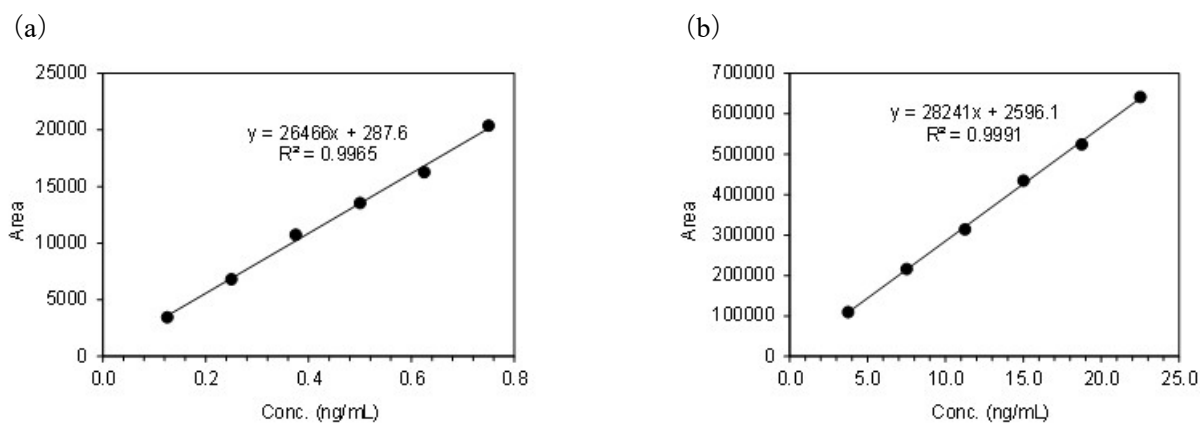 (a)
25000
20000
15000
10000
5000
0
Area
y = 26466x + 287.6
R² = 0.9965
0.0 0.2 0.4 0.6 0.8
Conc. (ng/mL)
(b)
700000
600000
500000
400000
300000
200000
100000
0
Area
y = 28241x + 2596.1
R² = 0.9991
0.0 5.0 10.0 15.0 20.0 25.0
Conc. (ng/mL)